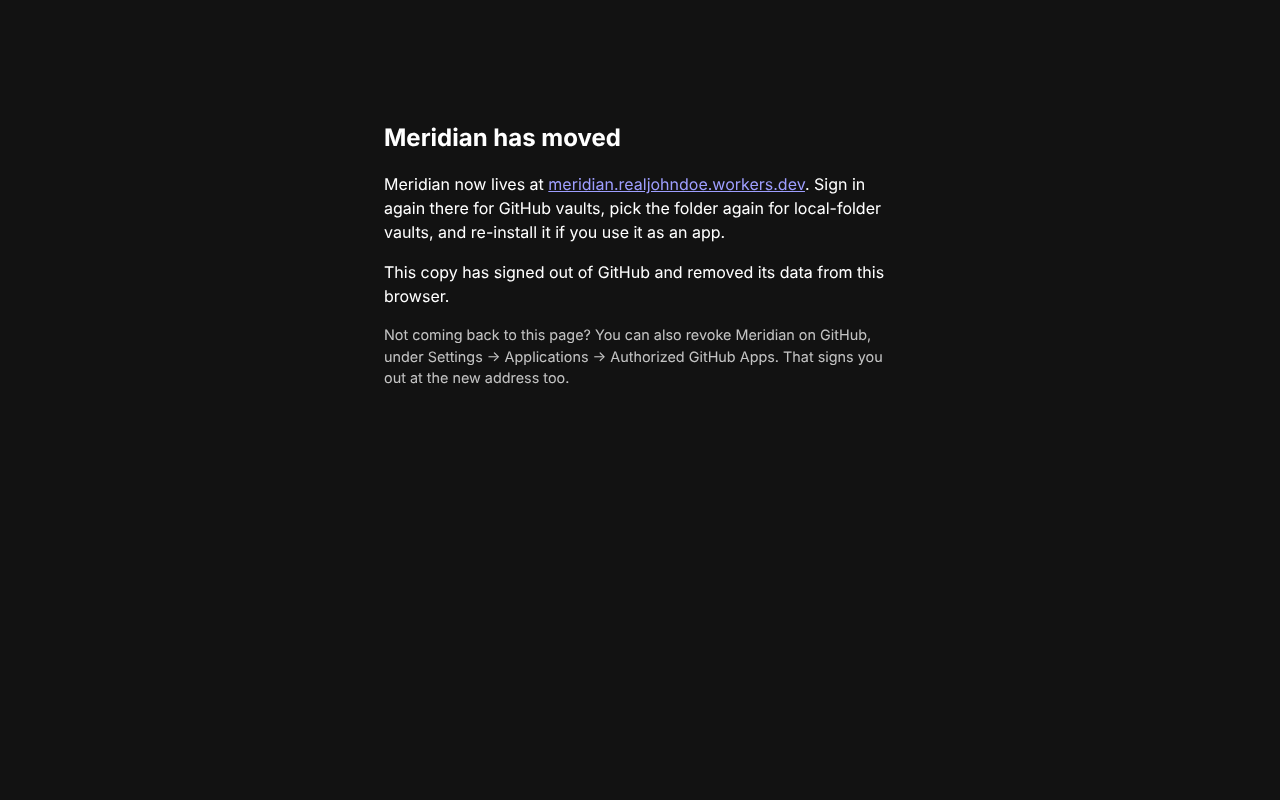 Meridian has moved
Meridian now lives at meridian.realjohndoe.workers.dev. Sign in
again there for GitHub vaults, pick the folder again for local-folder
vaults, and re-install it if you use it as an app.
This copy has signed out of GitHub and removed its data from this
browser.
Not coming back to this page? You can also revoke Meridian on GitHub,
under Settings → Applications → Authorized GitHub Apps. That signs you
out at the new address too.